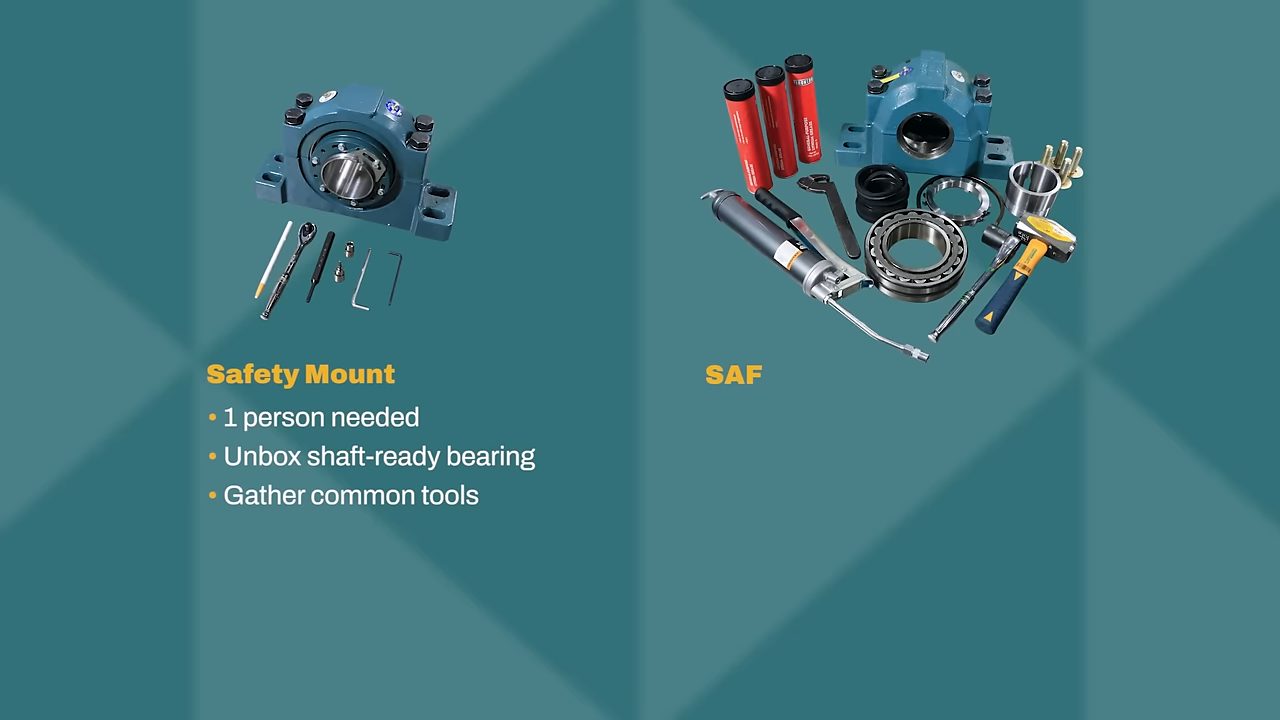 Safety Mount
• 1 person needed
• Unbox shaft-ready bearing
• Gather common tools
SAF